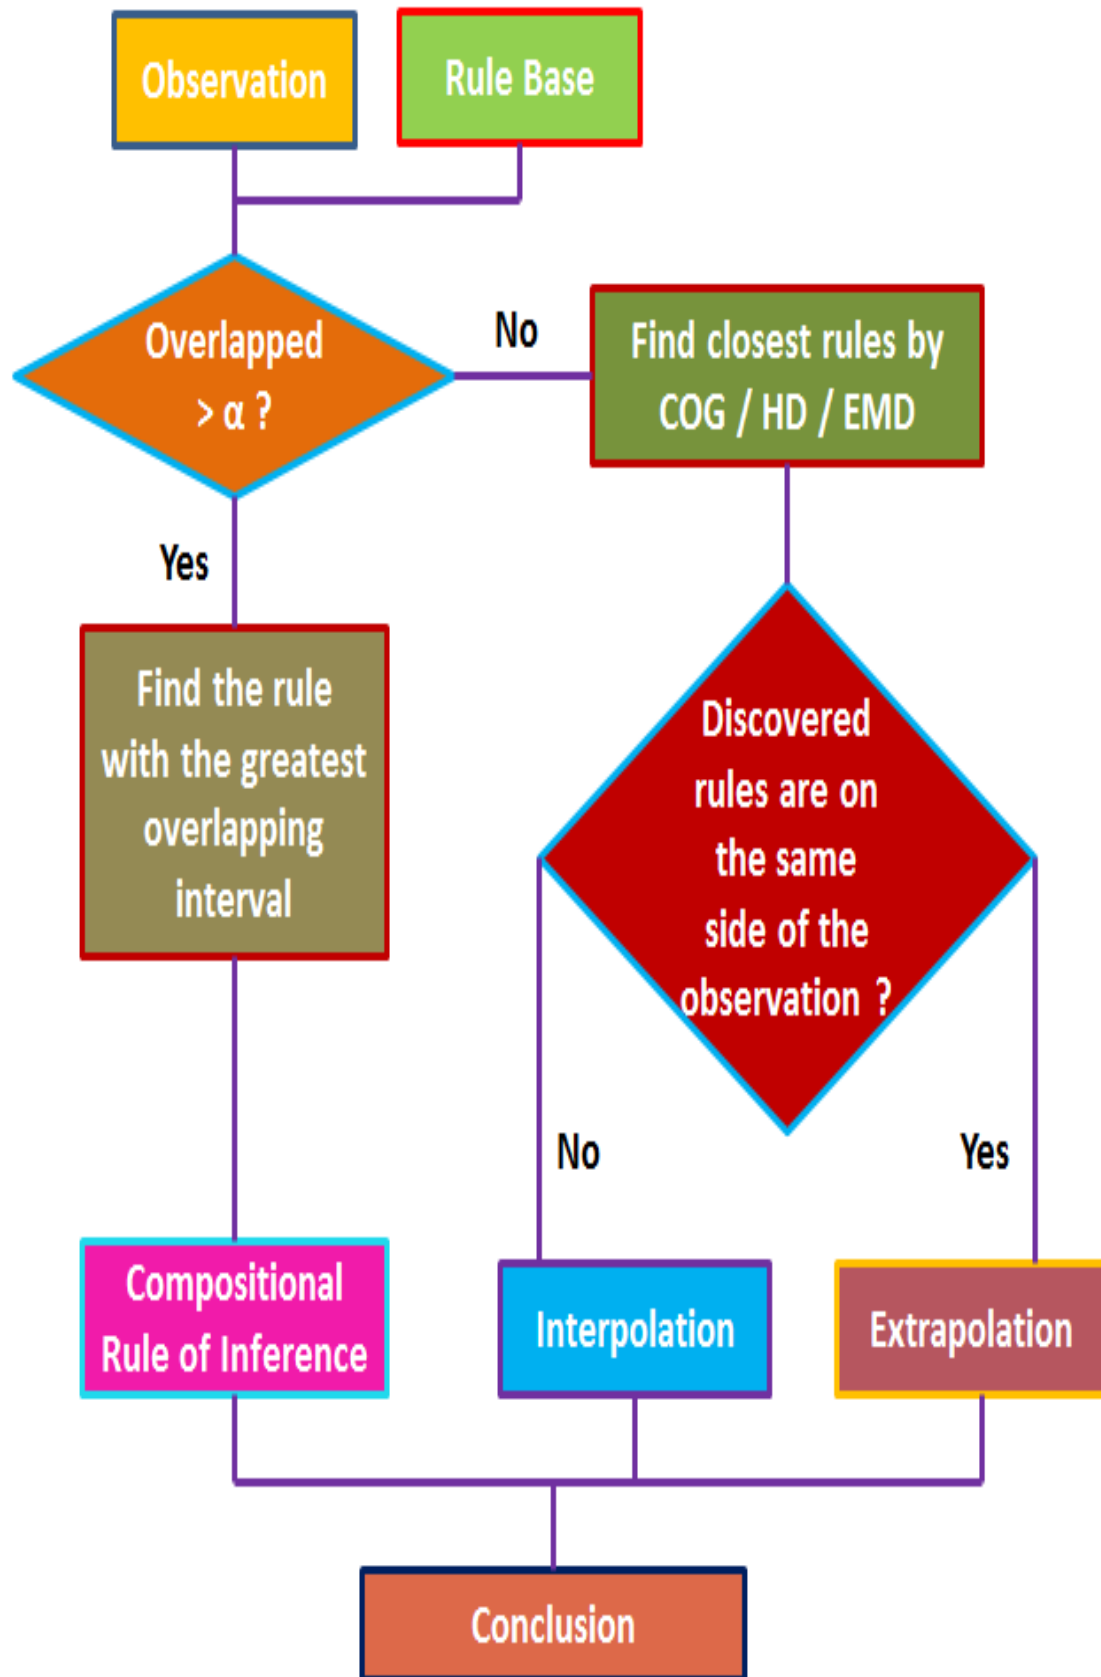 Observation
Rule Base
Overlapped
> α ?
No
Find closest rules by
COG / HD / EMD
Yes
Find the rule
with the greatest
overlapping
interval
Discovered
rules are on
the same
side of the
observation ?
No
Yes
Compositional
Rule of Inference
Interpolation
Extrapolation
Conclusion